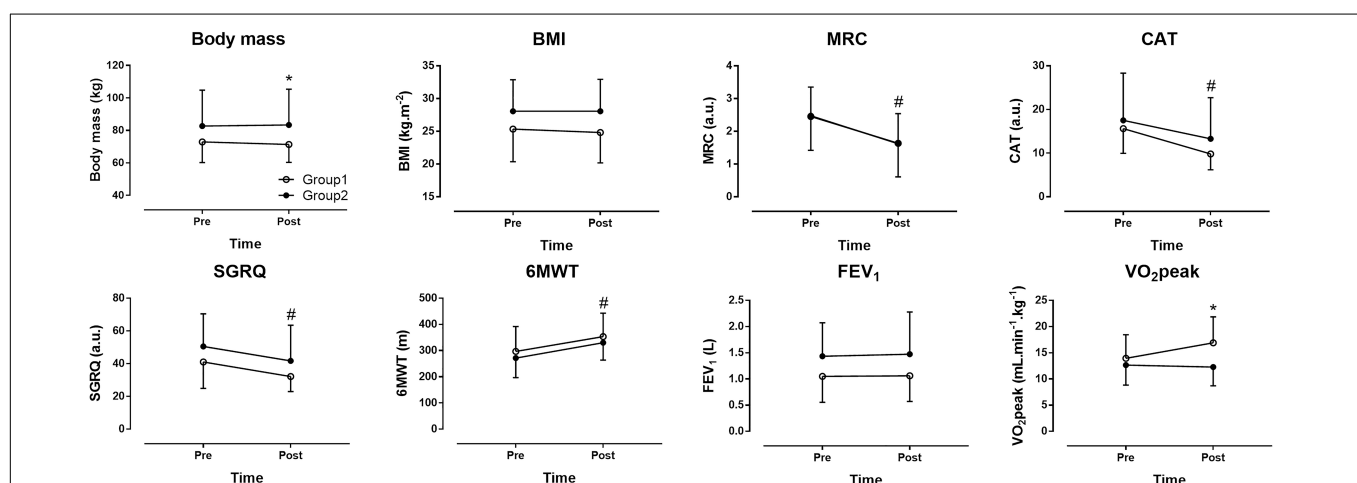 Body mass
BMI
MRC
CAT
Body mass (kg)
120
100
80
60
40
*
Group1
Group2
Pre
Post
Time
BMI (kg.m⁻²)
35
30
25
20
15
Pre
Post
Time
MRC (a.u.)
4
3
2
1
0
#
Pre
Post
Time
CAT (a.u.)
30
20
10
0
#
Pre
Post
Time
SGRQ
6MWT
FEV₁
VO₂peak
SGRQ (a.u.)
80
60
40
20
0
#
Pre
Post
Time
6MWT (m)
500
400
300
200
100
0
#
Pre
Post
Time
FEV₁ (L)
2.5
2.0
1.5
1.0
0.5
0.0
Pre
Post
Time
VO₂peak (mL.min⁻¹.kg⁻¹)
25
20
15
10
5
0
*
Pre
Post
Time